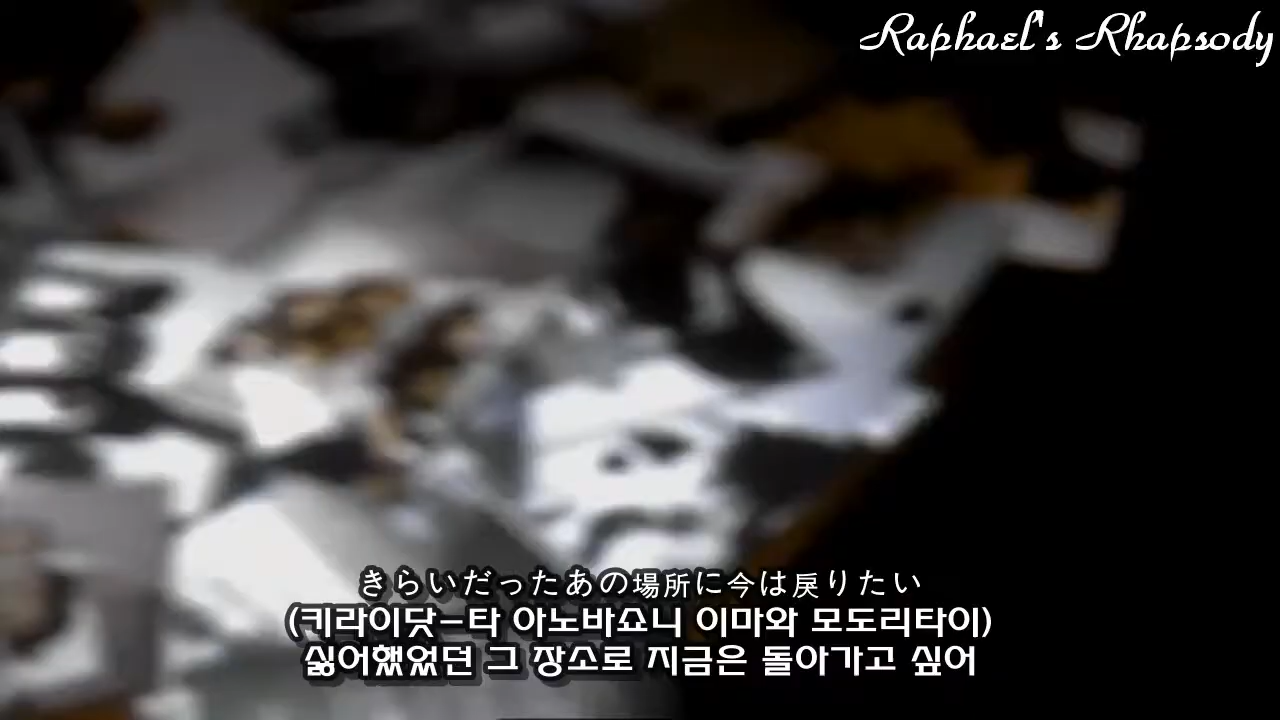 Raphael's Rhapsody
きらいだったあの場所に今は戻りたい
(키라이닷-타 아노바쇼니 이마와 모도리타이)
싫어했었던 그 장소로 지금은 돌아가고 싶어